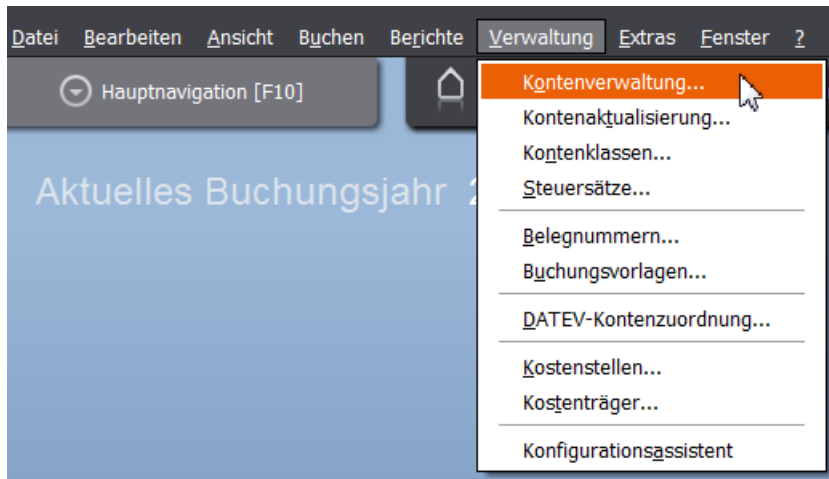 Datei Bearbeiten Ansicht Buchen Berichte Verwaltung Extras Fenster ?
Hauptnavigation [F10]
Aktuelles Buchungsjahr
Kontenverwaltung...
Kontenaktualisierung...
Kontenklassen...
Steuersätze...
Belegnummern...
Buchungsvorlagen...
DATEV-Kontenzuordnung...
Kostenstellen...
Kostenträger...
Konfigurationsassistent